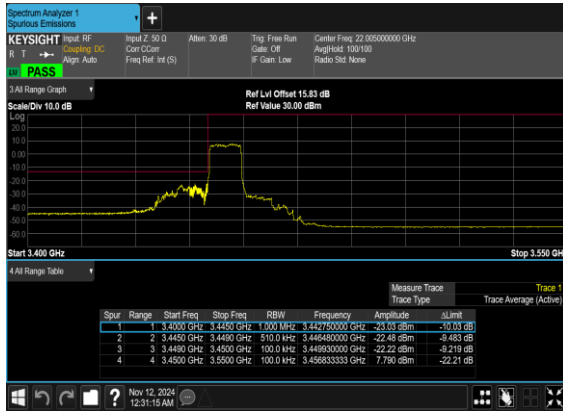 Spectrum Analyzer 1
Spurious Emissions
+
KEYSIGHT Input: RF Input Z: 50 Ω Atten: 30 dB Trig: Free Run Center Freq: 22.005000000 GHz
R T Coupling: DC Corr CCorr Gate: Off Avg|Hold: 100/100
Align: Auto Freq Ref: Int (S) IF Gain: Low Radio Std: None
PASS
3 All Range Graph
Ref Lvl Offset 15.83 dB
Scale/Div 10.0 dB Ref Value 30.00 dBm
Log
20.0
10.0
0.00
-10.0
-20.0
-30.0
-40.0
-50.0
-60.0
Start 3.400 GHz Stop 3.550 GH
4 All Range Table
Measure Trace Trace 1
Trace Type Trace Average (Active)
Spur Range Start Freq Stop Freq RBW Frequency Amplitude ΔLimit
1 1 3.4000 GHz 3.4450 GHz 1.000 MHz 3.442750000 GHz -23.03 dBm -10.03 dB
2 2 3.4450 GHz 3.4490 GHz 510.0 kHz 3.446480000 GHz -22.48 dBm -9.483 dB
3 3 3.4490 GHz 3.4500 GHz 100.0 kHz 3.449930000 GHz -22.22 dBm -9.219 dB
4 4 3.4500 GHz 3.5500 GHz 100.0 kHz 3.456833333 GHz 7.790 dBm -22.21 dB
? Nov 12, 2024
12:31:15 AM